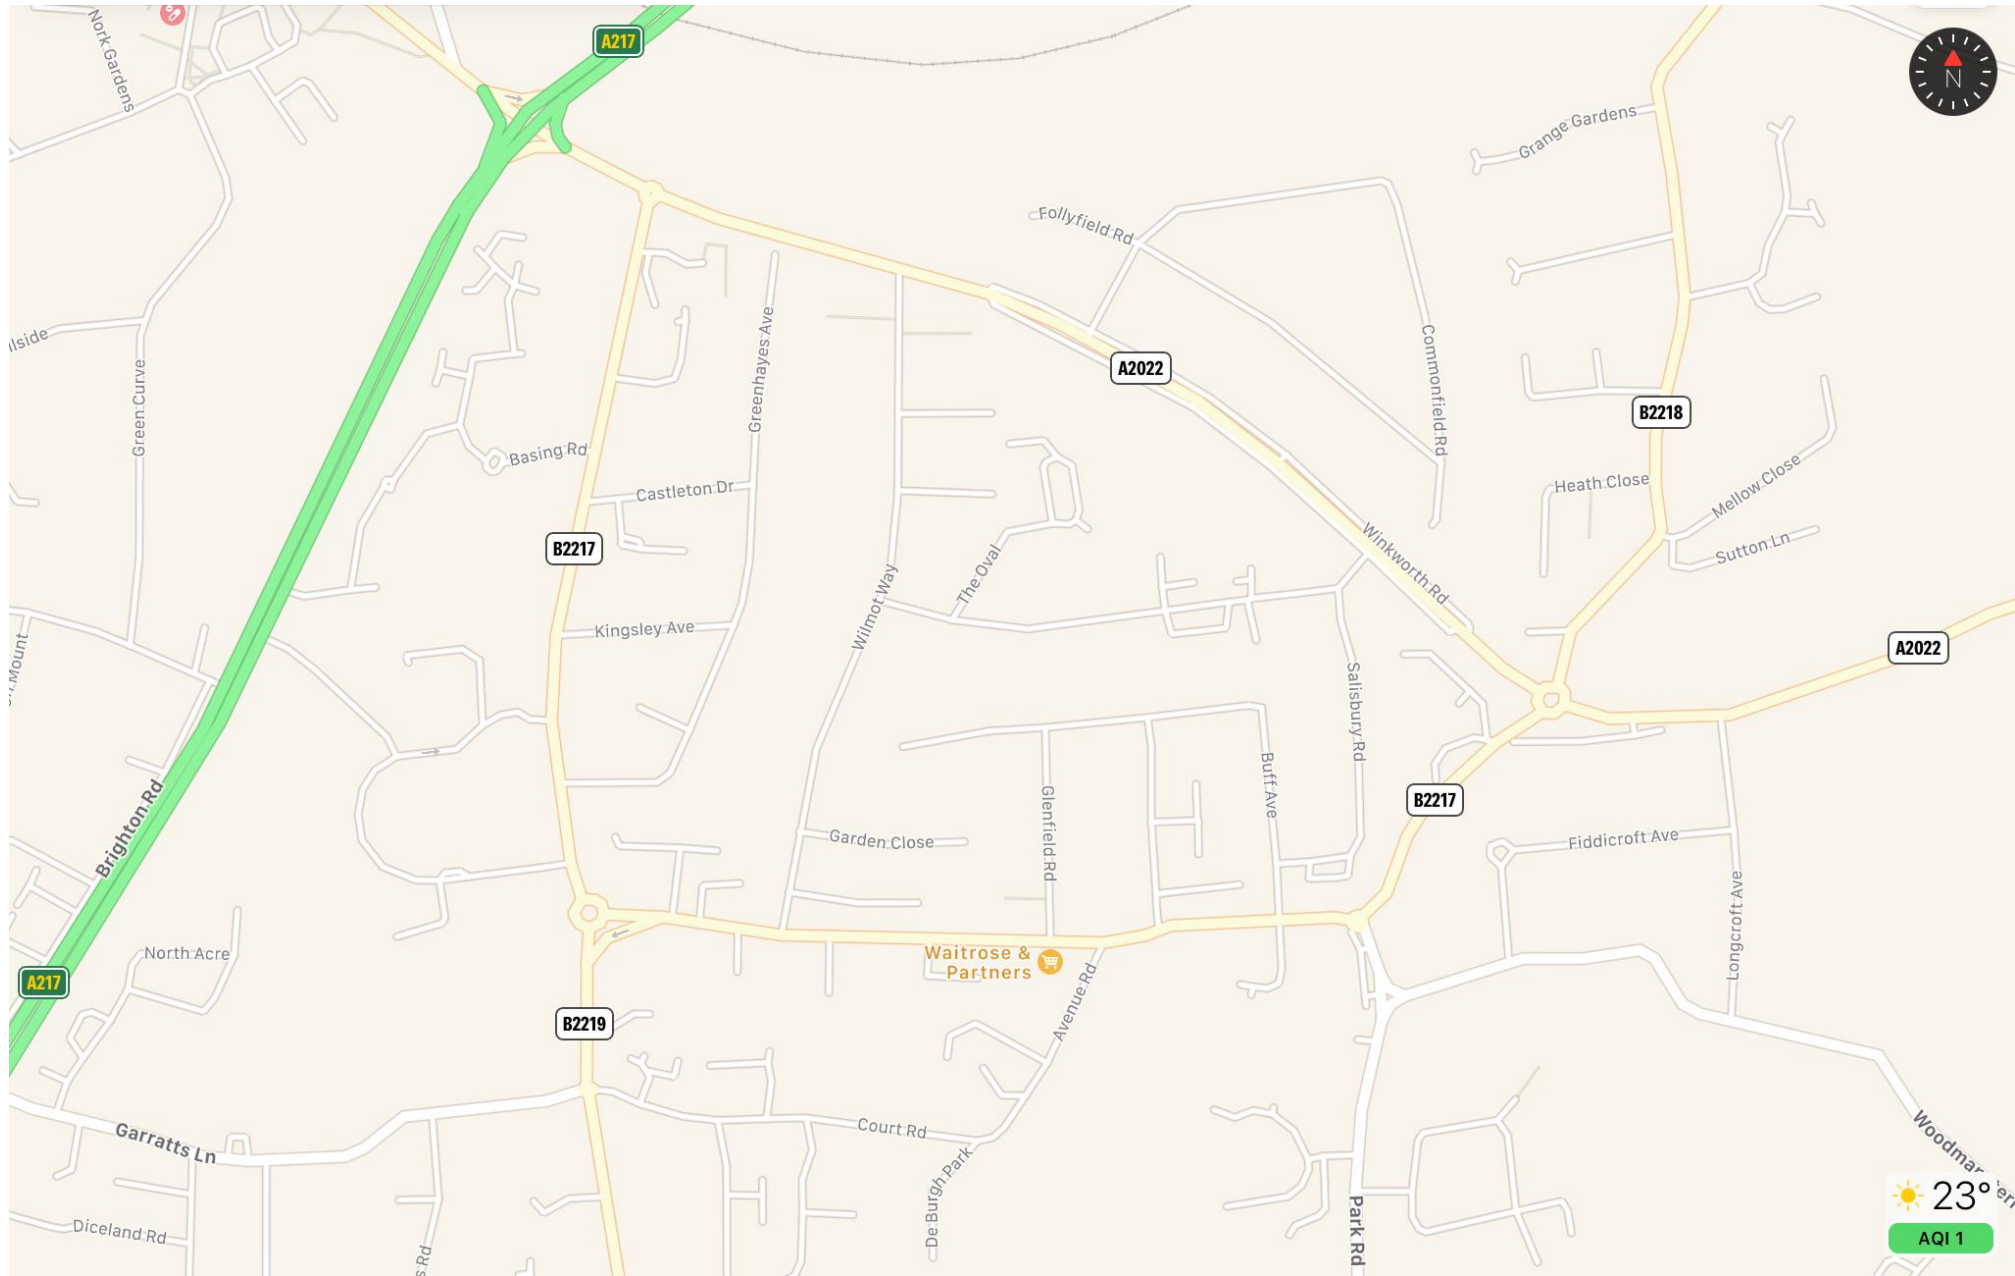 A217
Nork Gardens
N
Grange Gardens
Follyfield Rd
Greenhayes Ave
Commonfield Rd
A2022
Green Curve
B2218
Basing Rd
Castleton Dr
Heath Close
Mellow Close
Sutton Ln
B2217
The Oval
Wilmot Way
Winkworth Rd
Kingsley Ave
A2022
Salisbury Rd
Brighton Rd
Buff Ave
B2217
Glenfield Rd
Garden Close
Fiddicroft Ave
Longcroft Ave
North Acre
Waitrose &
Partners
A217
Avenue Rd
B2219
Garratts Ln
Court Rd
De Burgh Park
Park Rd
Diceland Rd
23°
AQI 1